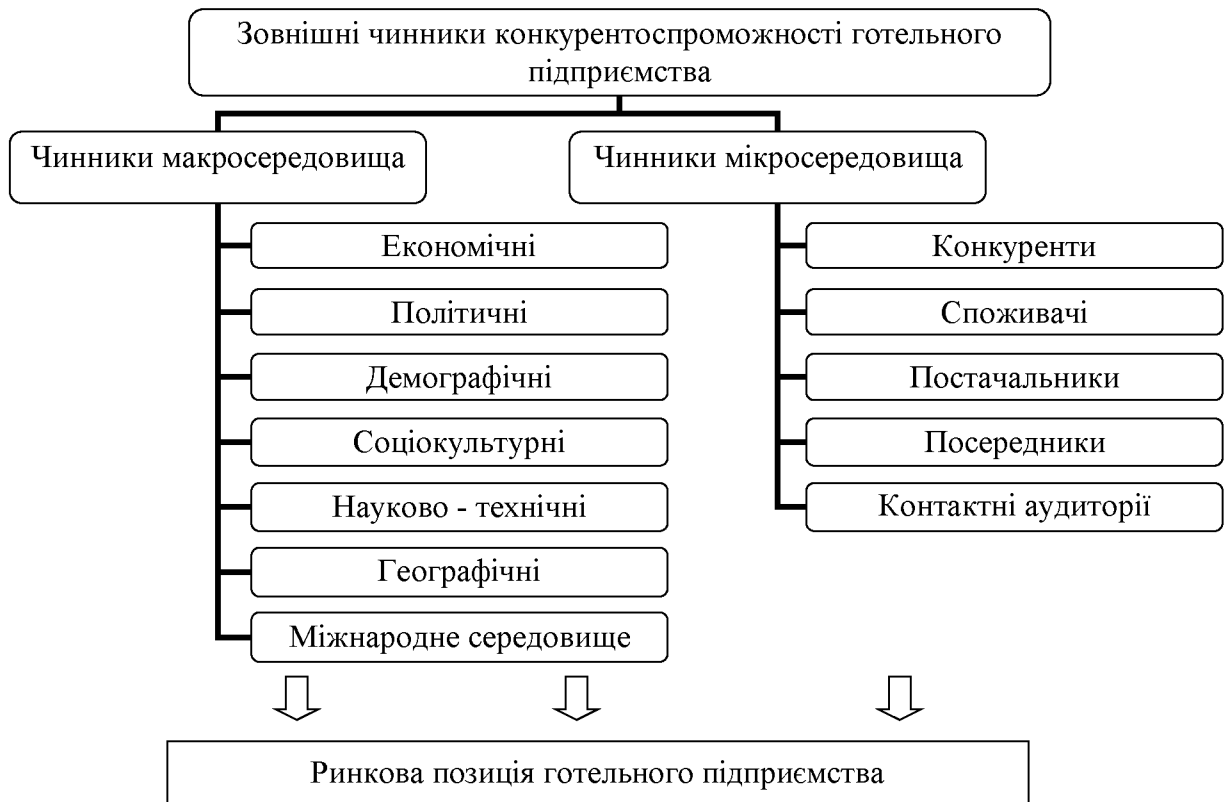 Зовнішні чинники конкурентоспроможності готельного
підприємства
Чинники макросередовища
Чинники мікросередовища
Економічні
Політичні
Демографічні
Соціокультурні
Науково - технічні
Географічні
Міжнародне середовище
Конкуренти
Споживачі
Постачальники
Посередники
Контактні аудиторії
Ринкова позиція готельного підприємства